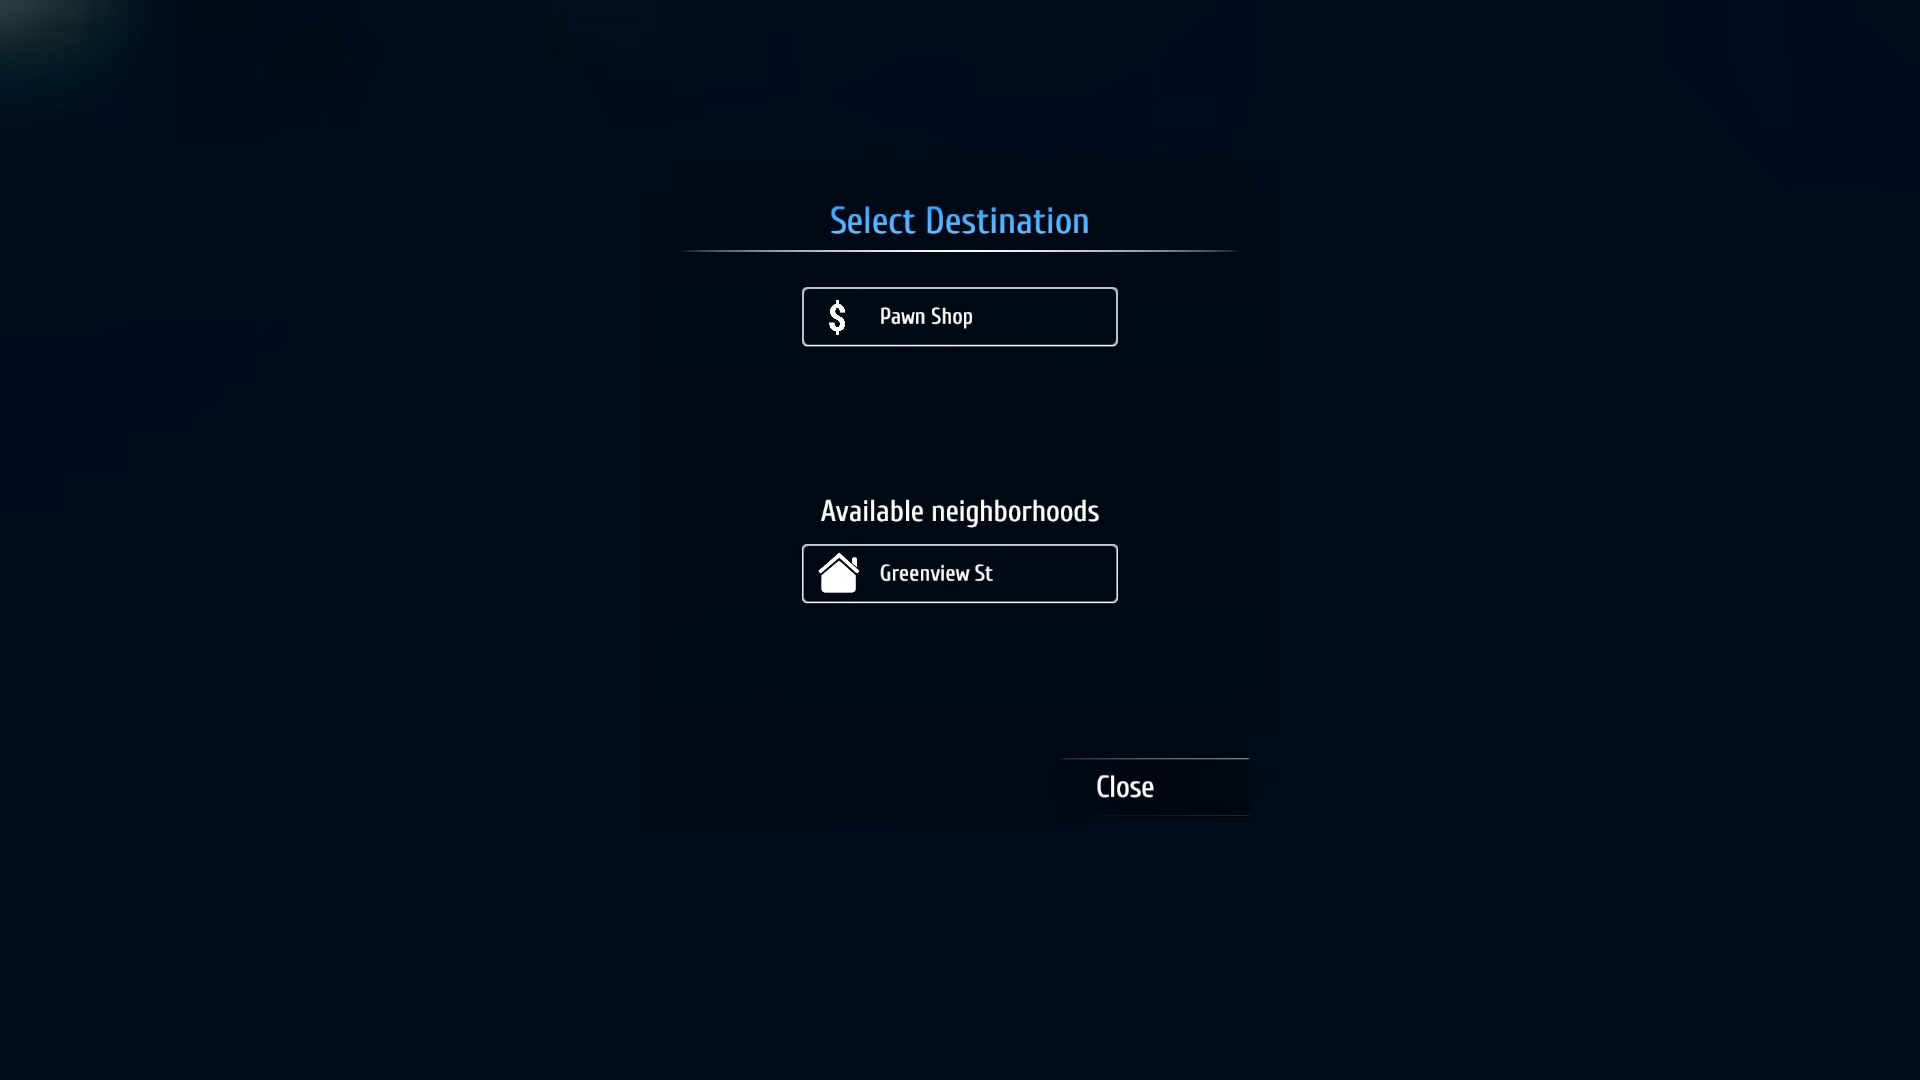 Select Destination
$ Pawn Shop
Available neighborhoods
Greenview St
Close